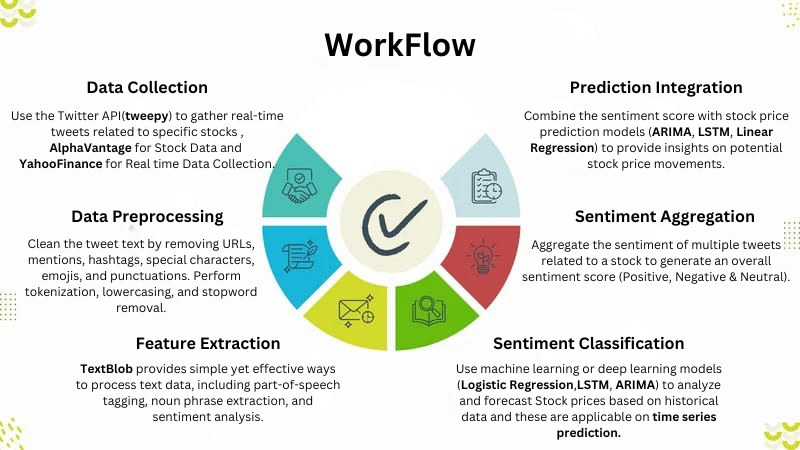 WorkFlow
Data Collection
Use the Twitter API(tweepy) to gather real-time
tweets related to specific stocks ,
AlphaVantage for Stock Data and
YahooFinance for Real time Data Collection.
Data Preprocessing
Clean the tweet text by removing URLs,
mentions, hashtags, special characters,
emojis, and punctuations. Perform
tokenization, lowercasing, and stopword
removal.
Feature Extraction
TextBlob provides simple yet effective ways
to process text data, including part-of-speech
tagging, noun phrase extraction, and
sentiment analysis.
Prediction Integration
Combine the sentiment score with stock price
prediction models (ARIMA, LSTM, Linear
Regression) to provide insights on potential
stock price movements.
Sentiment Aggregation
Aggregate the sentiment of multiple tweets
related to a stock to generate an overall
sentiment score (Positive, Negative & Neutral).
Sentiment Classification
Use machine learning or deep learning models
(Logistic Regression,LSTM, ARIMA) to analyze
and forecast Stock prices based on historical
data and these are applicable on time series
prediction.